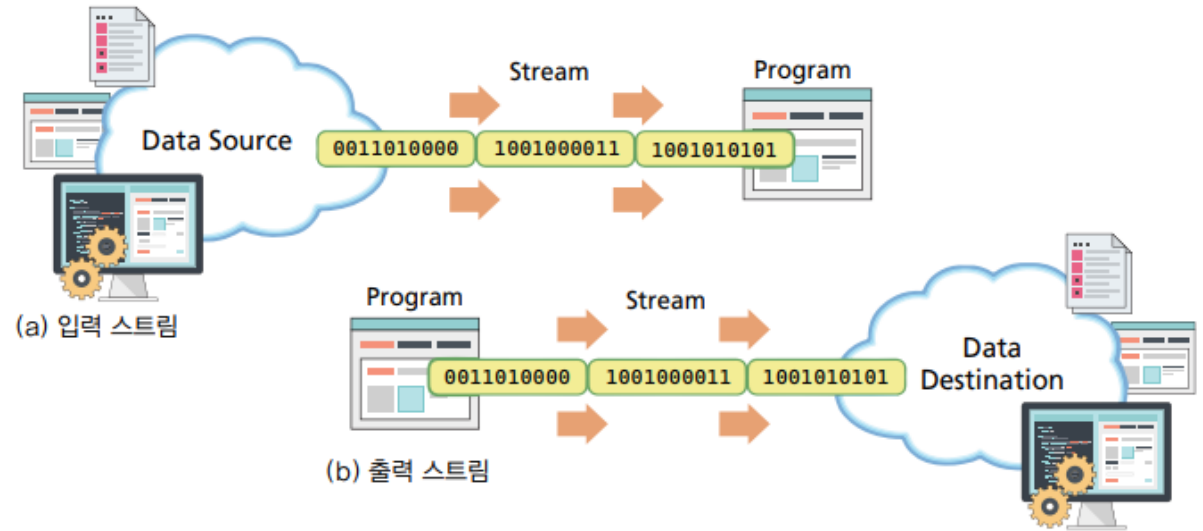 Stream
Program
Data Source
0011010000 1001000011 1001010101
(a) 입력 스트림
Program
Stream
Data
Destination
0011010000 1001000011 1001010101
(b) 출력 스트림